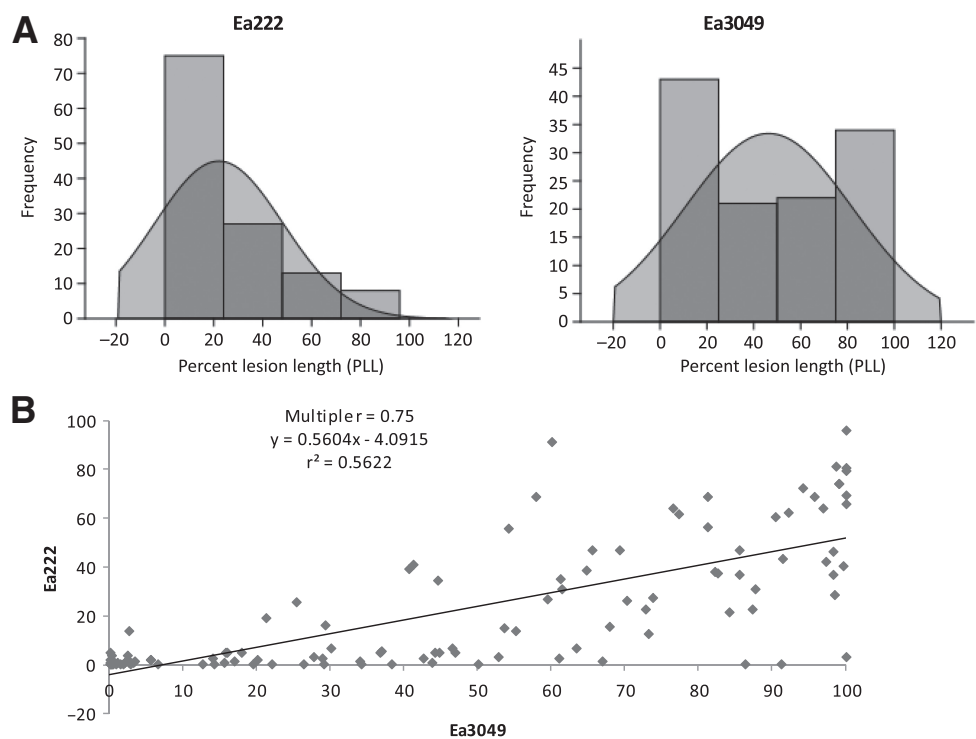 A
Ea222
Frequency
80
70
60
50
40
30
20
10
0
–20 0 20 40 60 80 100 120
Percent lesion length (PLL)
Ea3049
Frequency
45
40
35
30
25
20
15
10
5
0
–20 0 20 40 60 80 100 120
Percent lesion length (PLL)
B
Multiple r = 0.75
y = 0.5604x - 4.0915
r² = 0.5622
Ea222
100
80
60
40
20
0
–20
0 10 20 30 40 50 60 70 80 90 100
Ea3049